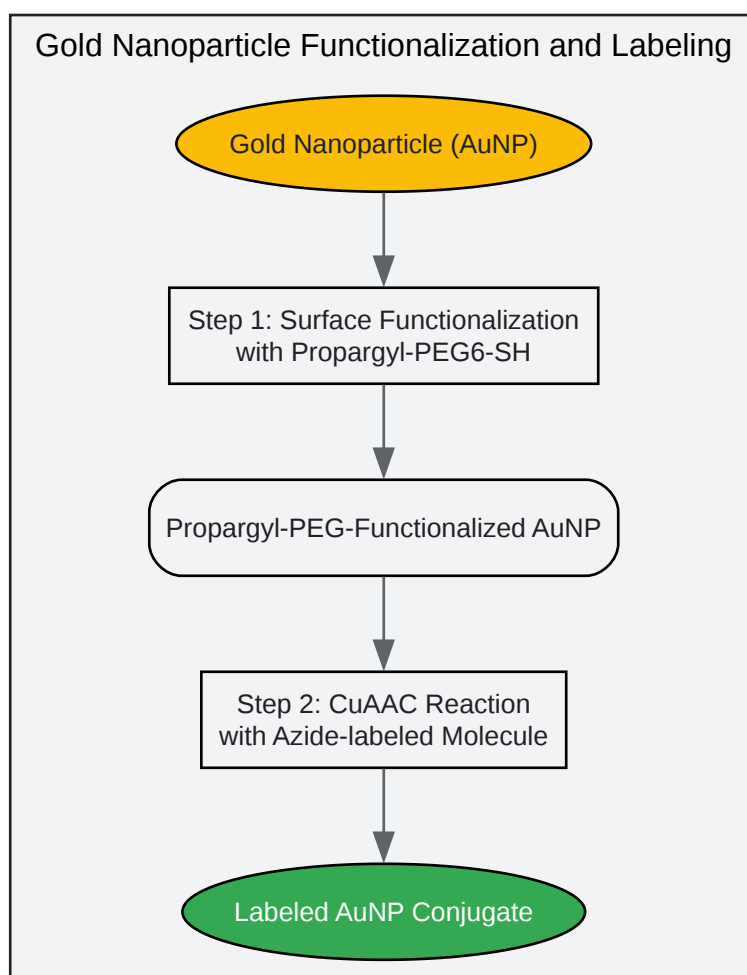 Gold Nanoparticle Functionalization and Labeling
Gold Nanoparticle (AuNP)
Step 1: Surface Functionalization
with Propargyl-PEG6-SH
Propargyl-PEG-Functionalized AuNP
Step 2: CuAAC Reaction
with Azide-labeled Molecule
Labeled AuNP Conjugate